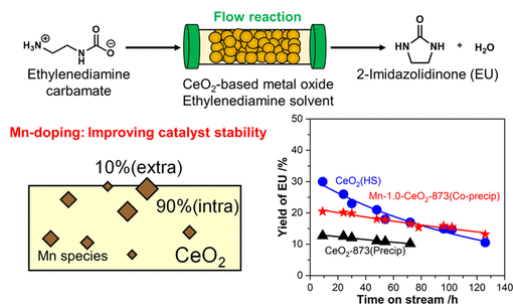 Flow reaction
H₂N
N
H
O
O⊖
Ethylenediamine
carbamate
CeO₂-based metal oxide
Ethylenediamine solvent
O
HN NH
+ H₂O
2-Imidazolidinone (EU)
Mn-doping: Improving catalyst stability
10%(extra)
90%(intra)
Mn species
CeO₂
Yield of EU /%
50
40
30
20
10
0
CeO₂(HS)
Mn-1.0-CeO₂-873(Co-precip)
CeO₂-873(Precip)
0 20 40 60 80 100 120 140
Time on stream /h